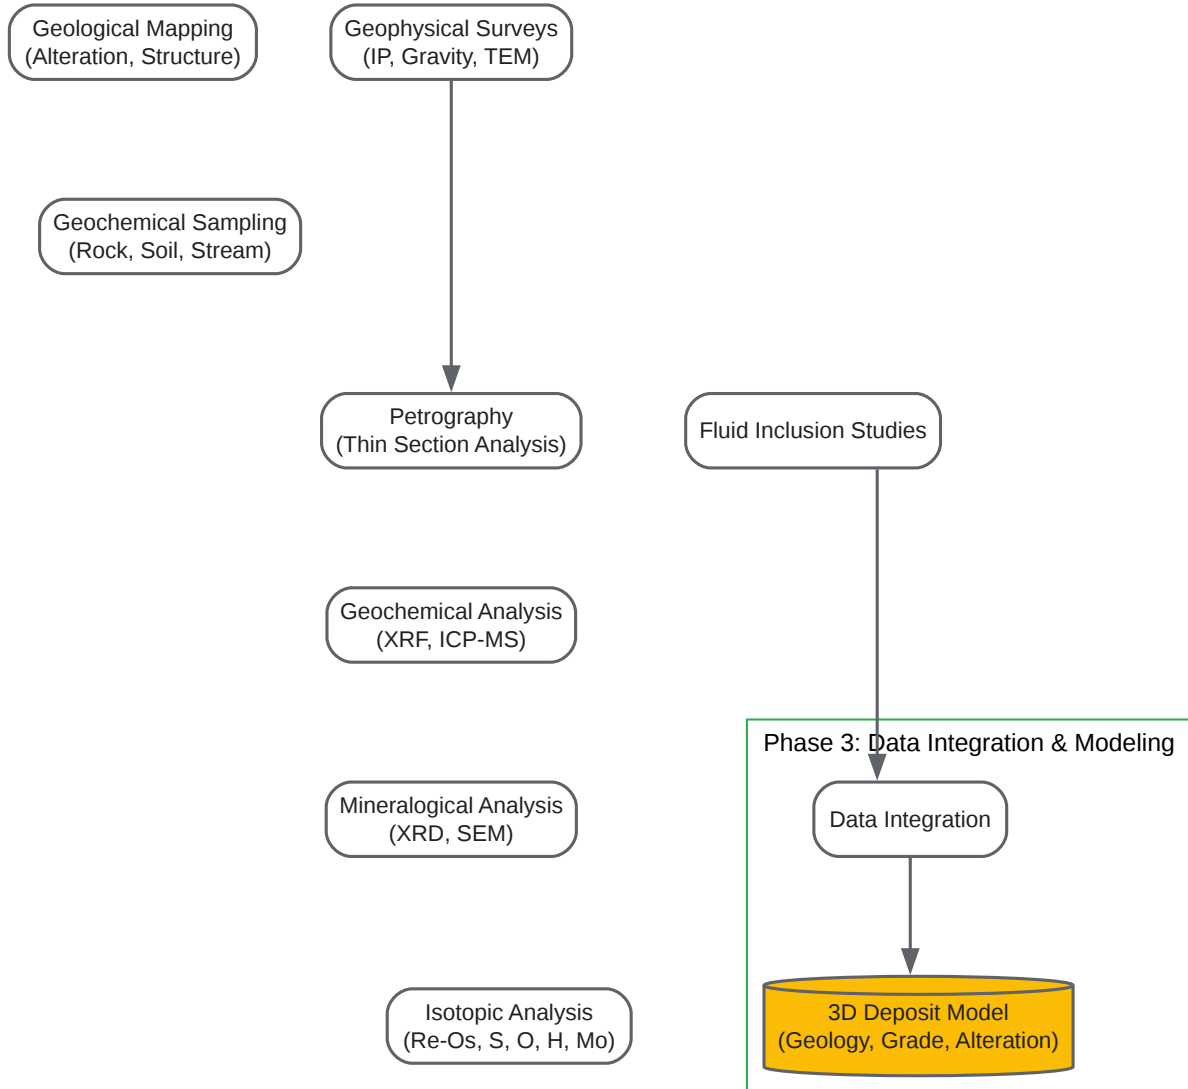 Geological Mapping
(Alteration, Structure)
Geophysical Surveys
(IP, Gravity, TEM)
Geochemical Sampling
(Rock, Soil, Stream)
Petrography
(Thin Section Analysis)
Fluid Inclusion Studies
Geochemical Analysis
(XRF, ICP-MS)
Phase 3: Data Integration & Modeling
Mineralogical Analysis
(XRD, SEM)
Data Integration
Isotopic Analysis
(Re-Os, S, O, H, Mo)
3D Deposit Model
(Geology, Grade, Alteration)